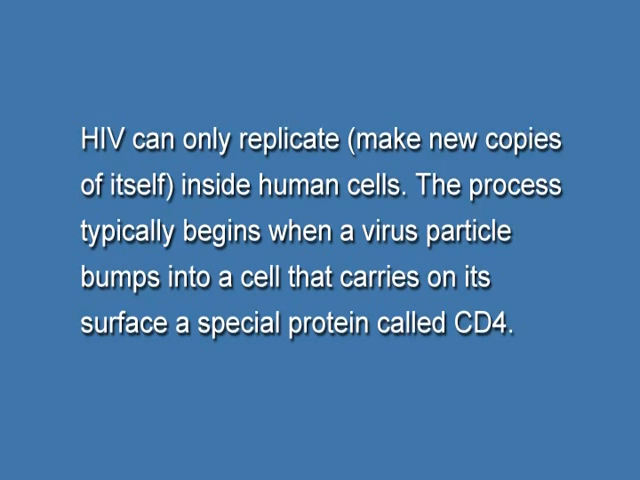 HIV can only replicate (make new copies
of itself) inside human cells. The process
typically begins when a virus particle
bumps into a cell that carries on its
surface a special protein called CD4.